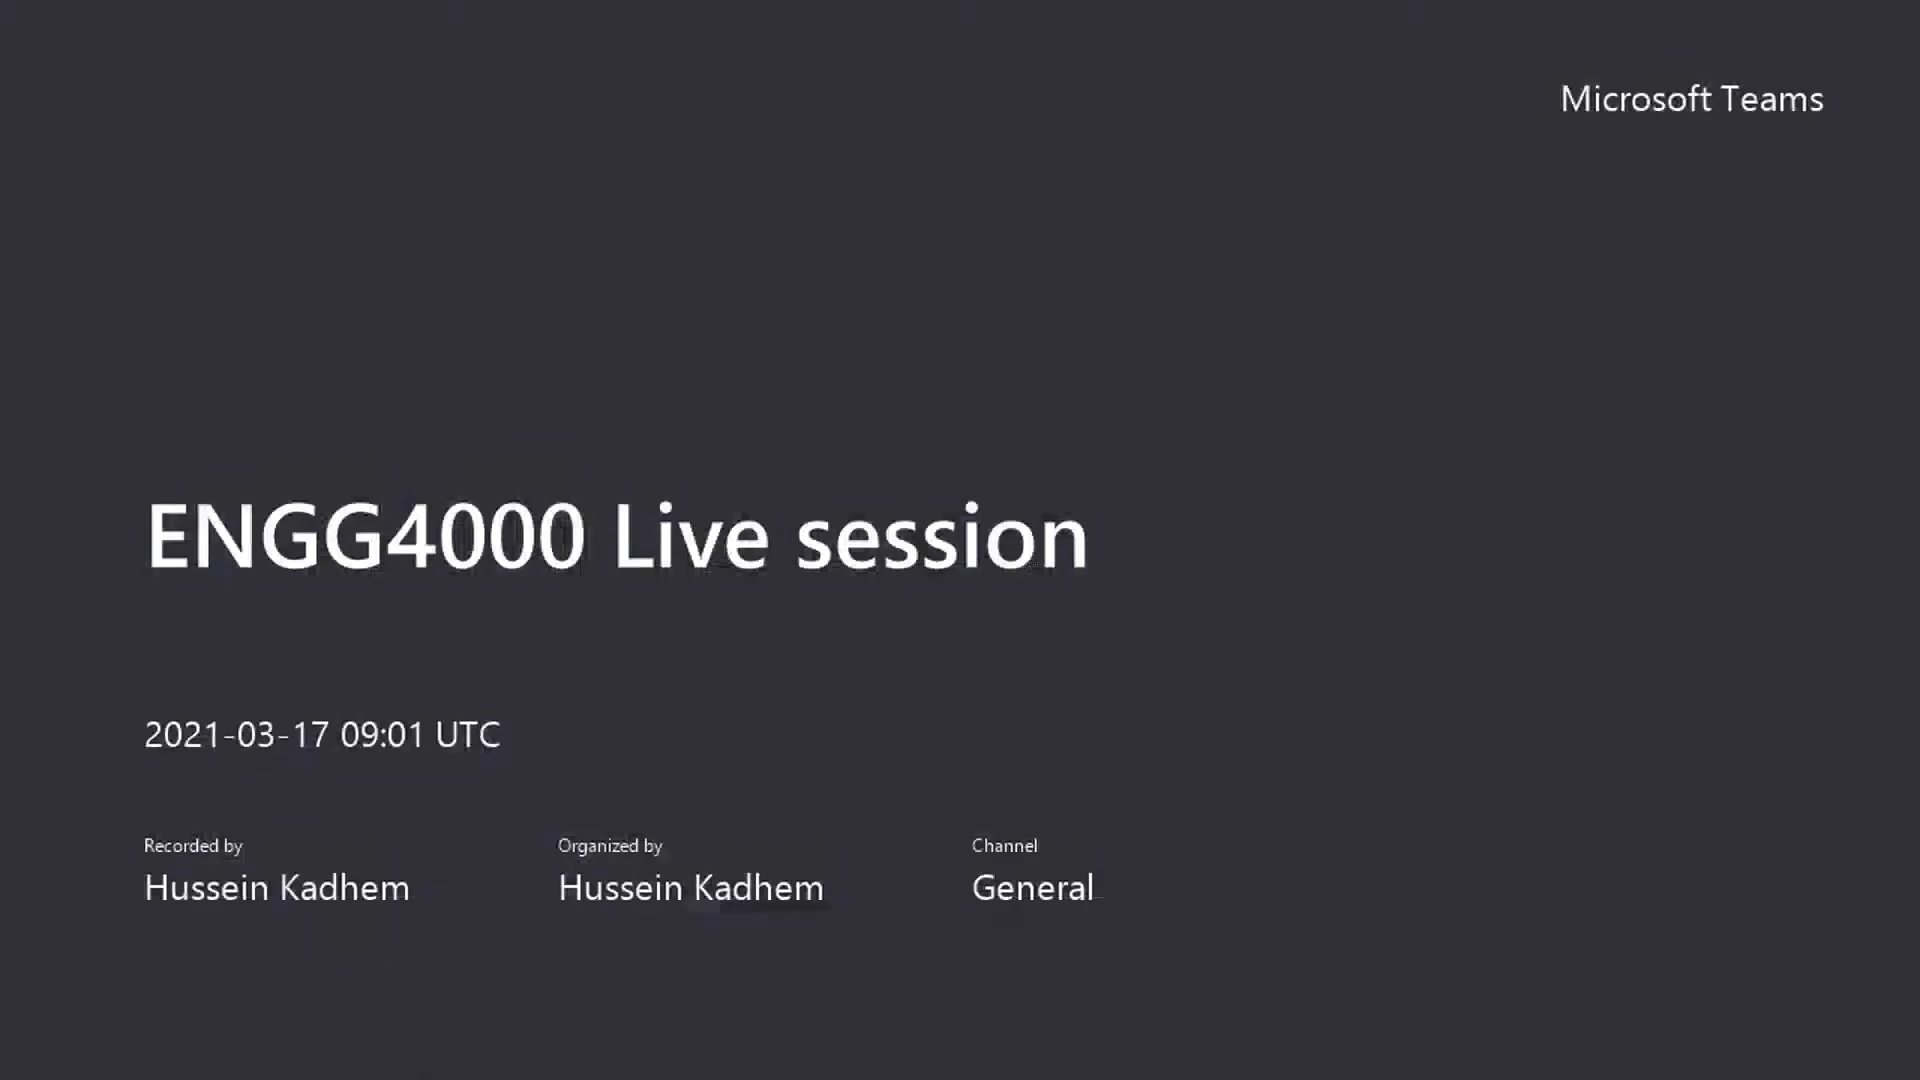 Microsoft Teams
ENGG4000 Live session
2021-03-17 09:01 UTC
Recorded by
Hussein Kadhem
Organized by
Hussein Kadhem
Channel
General